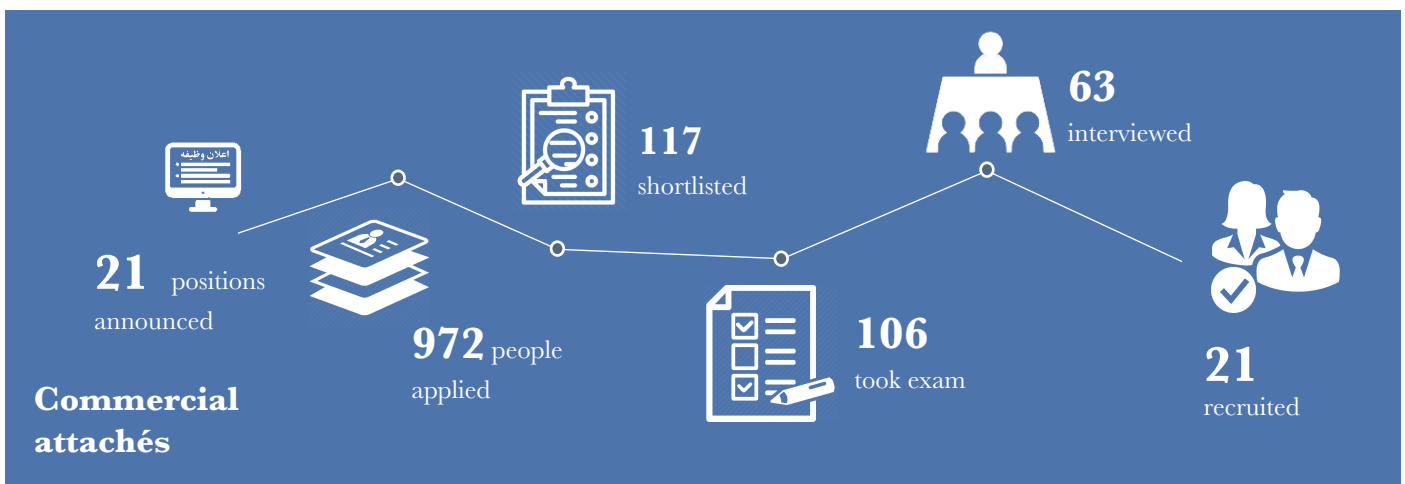 اعلان وظیفه
21 positions
announced
972 people
applied
117
shortlisted
106
took exam
63
interviewed
21
recruited
Commercial
attachés